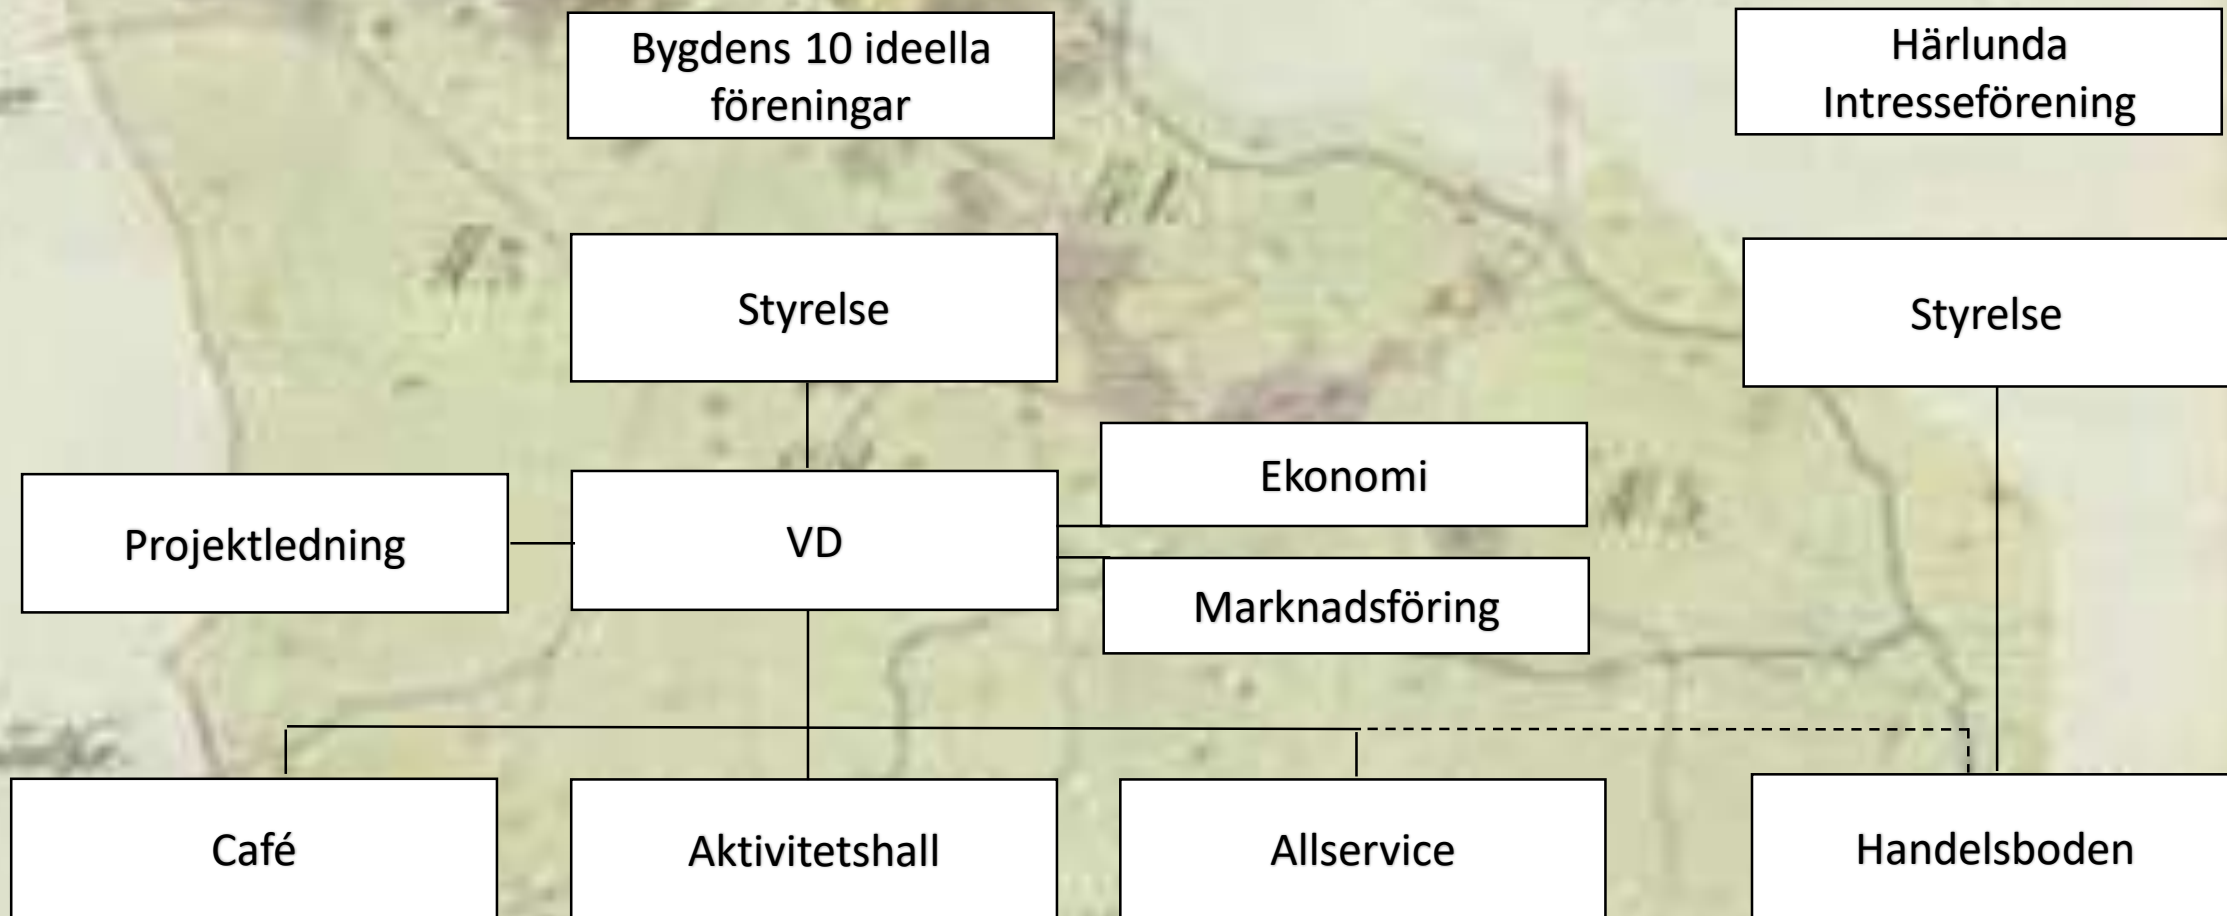 Bygdens 10 ideella
föreningar
Härlunda
Intresseförening
Styrelse
Styrelse
Ekonomi
Projektledning
VD
Marknadsföring
Café
Aktivitetshall
Allservice
Handelsboden